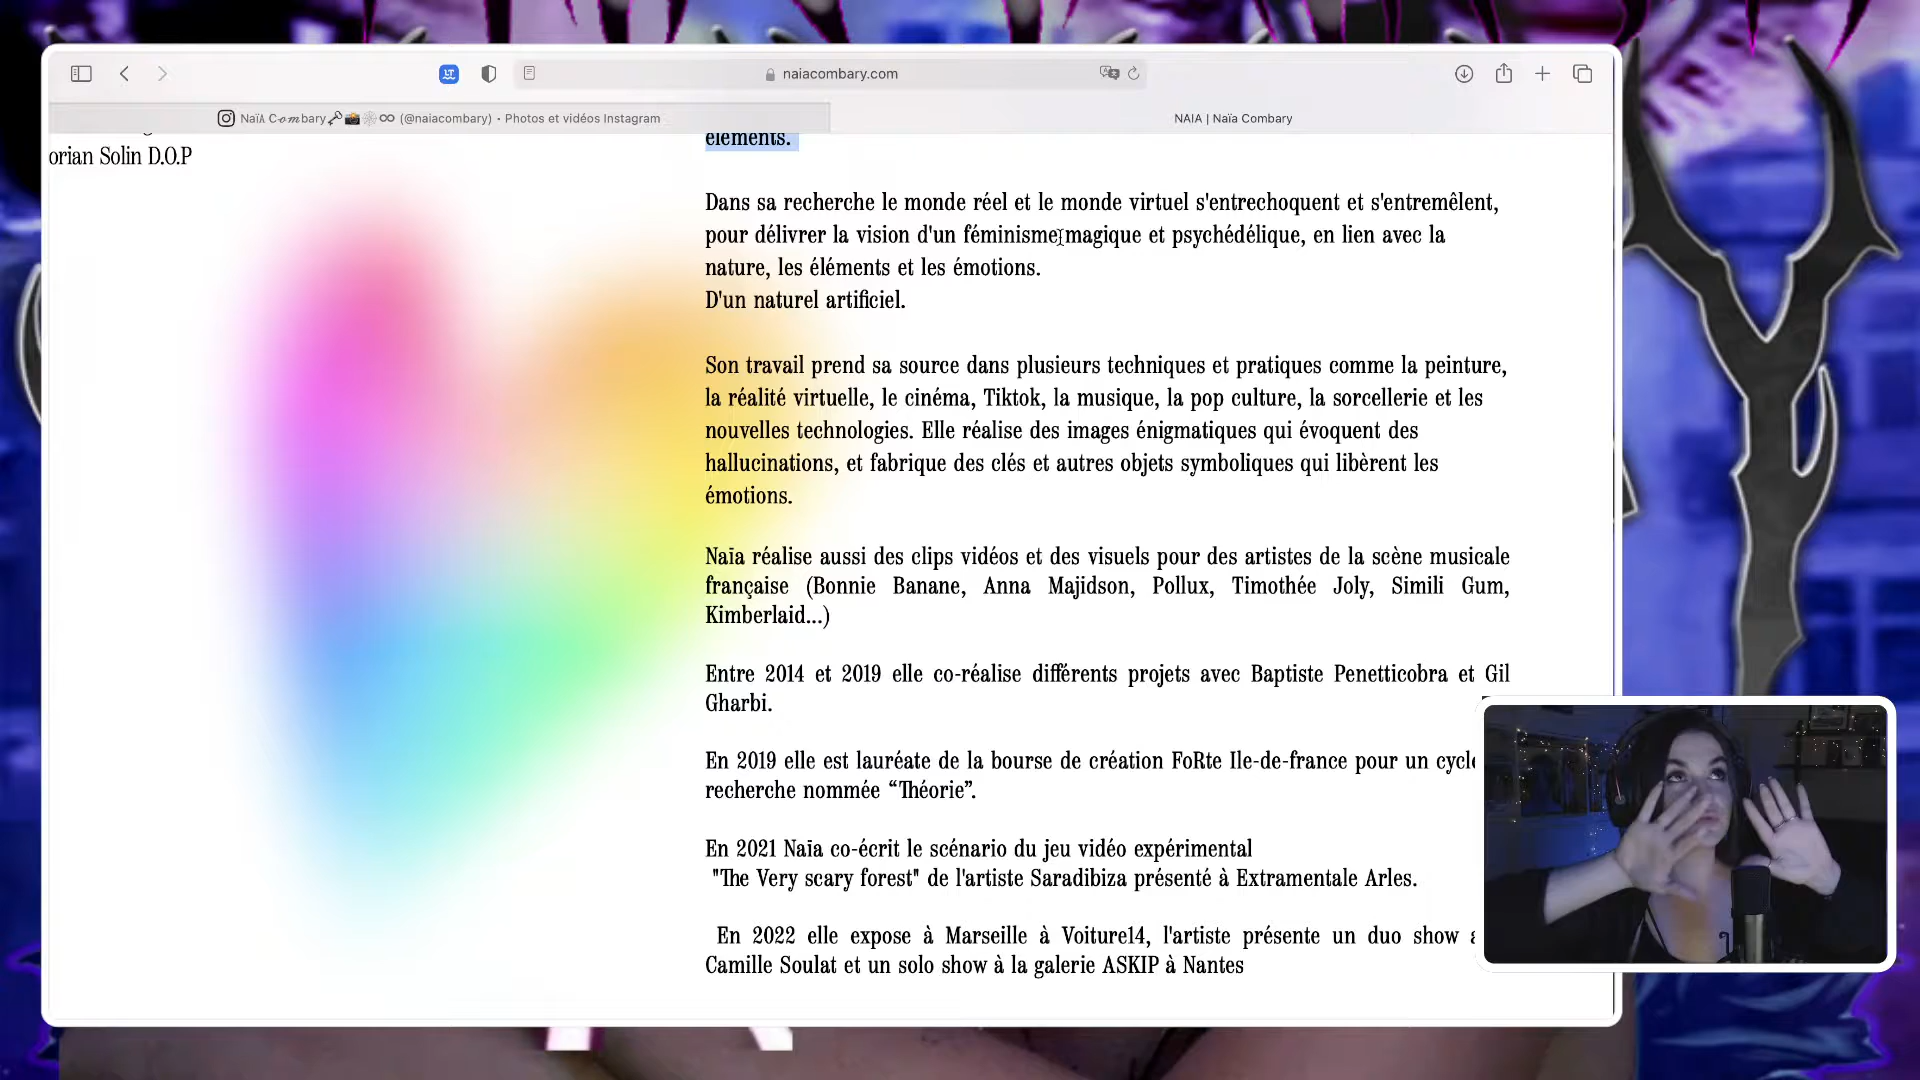 naiacombary.com
Naïa Combary (@naiacombary) • Photos et vidéos Instagram
NAIA | Naïa Combary
orian Solin D.O.P
éléments.
Dans sa recherche le monde réel et le monde virtuel s'entrechoquent et s'entremêlent,
pour délivrer la vision d'un féminisme magique et psychédélique, en lien avec la
nature, les éléments et les émotions.
D'un naturel artificiel.
Son travail prend sa source dans plusieurs techniques et pratiques comme la peinture,
la réalité virtuelle, le cinéma, Tiktok, la musique, la pop culture, la sorcellerie et les
nouvelles technologies. Elle réalise des images énigmatiques qui évoquent des
hallucinations, et fabrique des clés et autres objets symboliques qui libèrent les
émotions.
Naïa réalise aussi des clips vidéos et des visuels pour des artistes de la scène musicale
française (Bonnie Banane, Anna Majidson, Pollux, Timothée Joly, Simili Gum,
Kimberlaid...)
Entre 2014 et 2019 elle co-réalise différents projets avec Baptiste Penetticobra et Gil
Gharbi.
En 2019 elle est lauréate de la bourse de création FoRte Ile-de-france pour un cycle
recherche nommée “Théorie”.
En 2021 Naïa co-écrit le scénario du jeu vidéo expérimental
"The Very scary forest" de l'artiste Saradibiza présenté à Extramentale Arles.
En 2022 elle expose à Marseille à Voiture14, l'artiste présente un duo show a
Camille Soulat et un solo show à la galerie ASKIP à Nantes